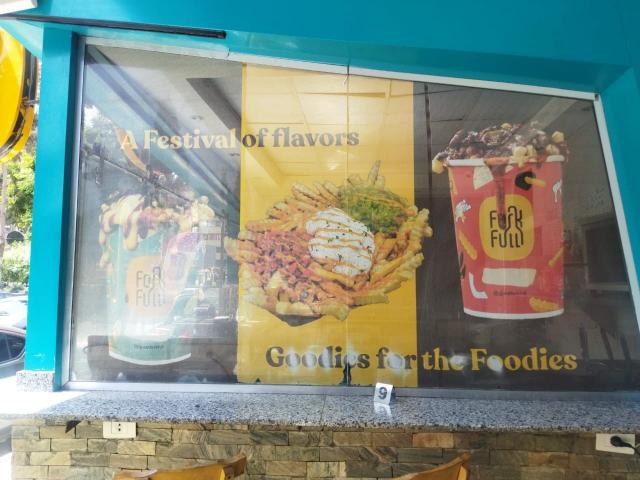 A Festival of flavors
Fork
Full
Fork
Full
Goodies for the Foodies
9